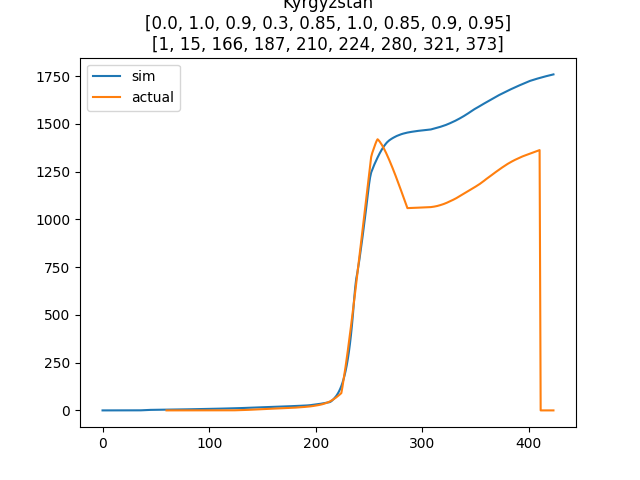 Kyrgyzstan
[0.0, 1.0, 0.9, 0.3, 0.85, 1.0, 0.85, 0.9, 0.95]
[1, 15, 166, 187, 210, 224, 280, 321, 373]
sim
actual
1750
1500
1250
1000
750
500
250
0
0 100 200 300 400